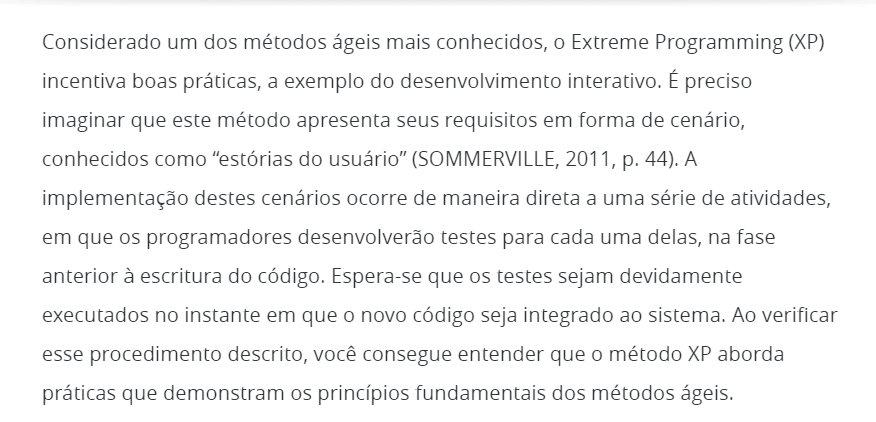 Considerado um dos métodos ágeis mais conhecidos, o Extreme Programming (XP)
incentiva boas práticas, a exemplo do desenvolvimento interativo. É preciso
imaginar que este método apresenta seus requisitos em forma de cenário,
conhecidos como “estórias do usuário” (SOMMERVILLE, 2011, p. 44). A
implementação destes cenários ocorre de maneira direta a uma série de atividades,
em que os programadores desenvolverão testes para cada uma delas, na fase
anterior à escritura do código. Espera-se que os testes sejam devidamente
executados no instante em que o novo código seja integrado ao sistema. Ao verificar
esse procedimento descrito, você consegue entender que o método XP aborda
práticas que demonstram os princípios fundamentais dos métodos ágeis.